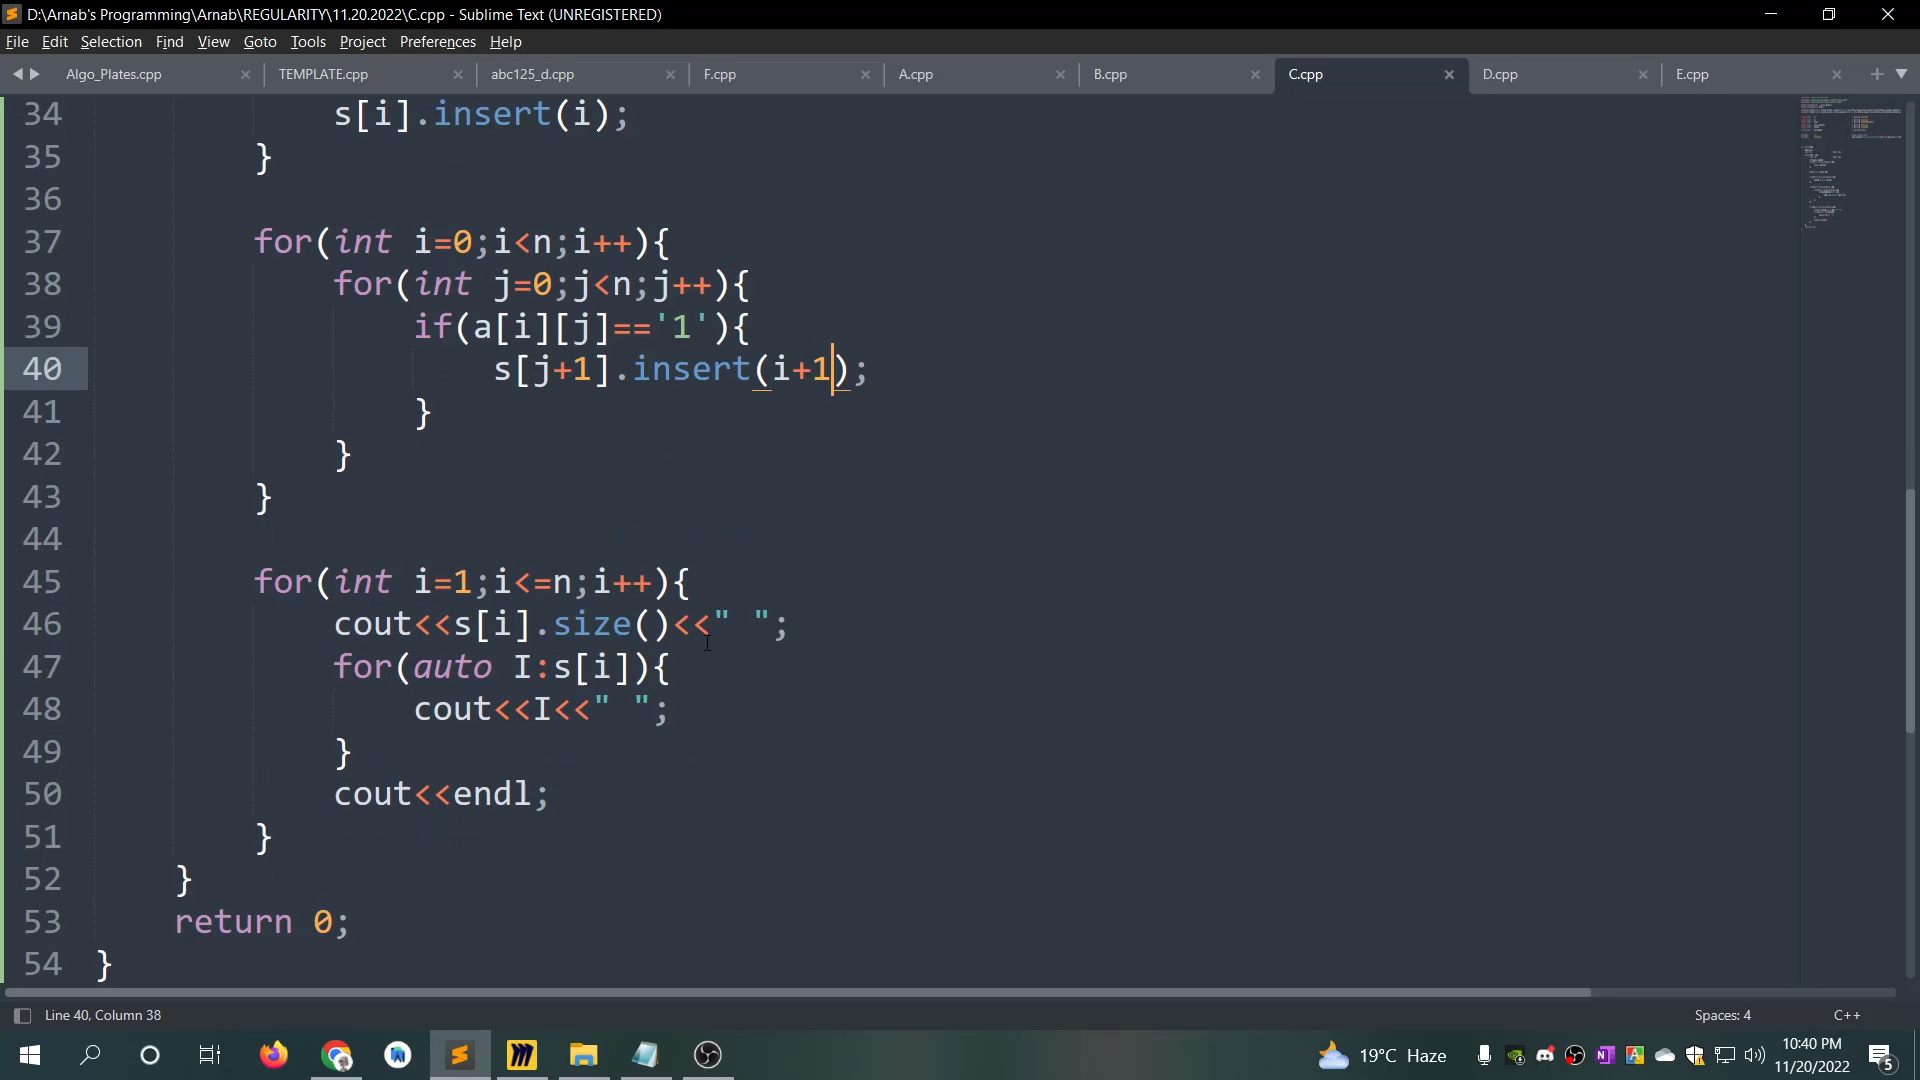 D:\Arnab's Programming\Arnab\REGULARITY\11.20.2022\C.cpp - Sublime Text (UNREGISTERED)
File Edit Selection Find View Goto Tools Project Preferences Help
Algo_Plates.cpp TEMPLATE.cpp abc125_d.cpp F.cpp A.cpp B.cpp C.cpp D.cpp E.cpp
34 s[i].insert(i);
35 }
36
37 for(int i=0;i<n;i++){
38 for(int j=0;j<n;j++){
39 if(a[i][j]=='1'){
40 s[j+1].insert(i+1);
41 }
42 }
43 }
44
45 for(int i=1;i<=n;i++){
46 cout<<s[i].size()<<" ";
47 for(auto I:s[i]){
48 cout<<I<<" ";
49 }
50 cout<<endl;
51 }
52 }
53 return 0;
54 }
Line 40, Column 38 Spaces: 4 C++
19°C Haze 10:40 PM
11/20/2022 5